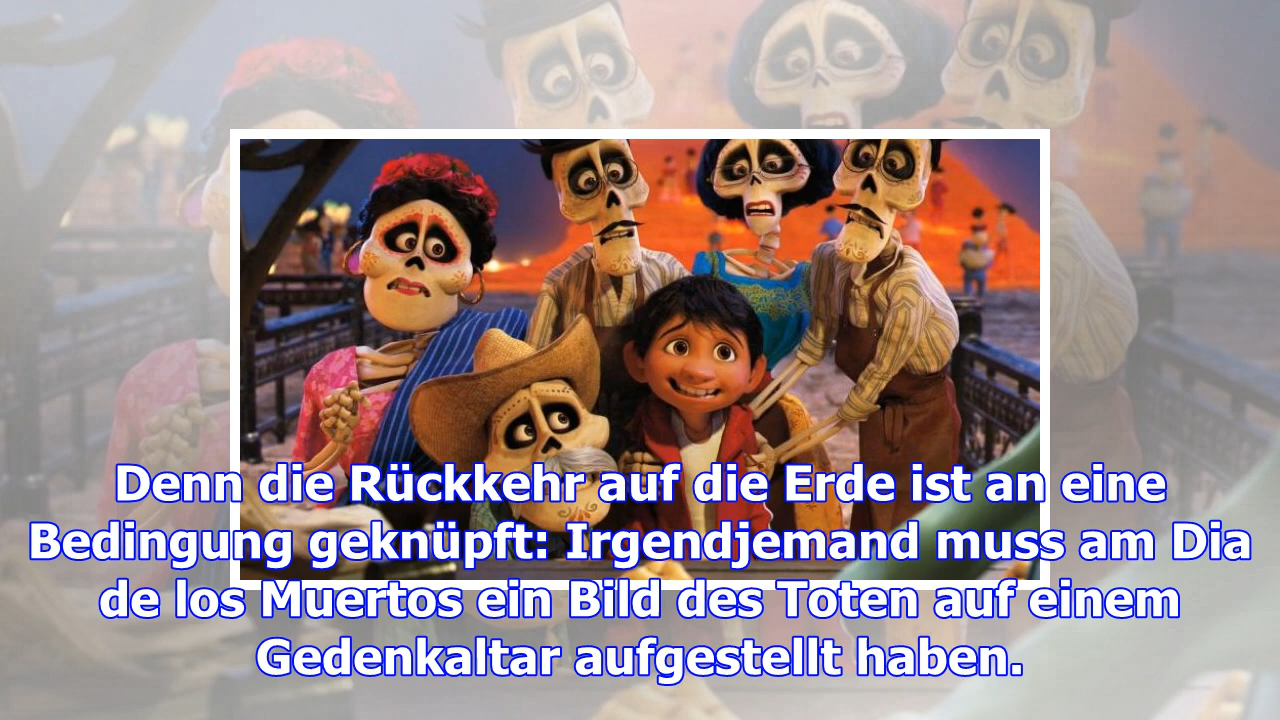 Denn die Rückkehr auf die Erde ist an eine
Bedingung geknüpft: Irgendjemand muss am Dia
de los Muertos ein Bild des Toten auf einem
Gedenkaltar aufgestellt haben.